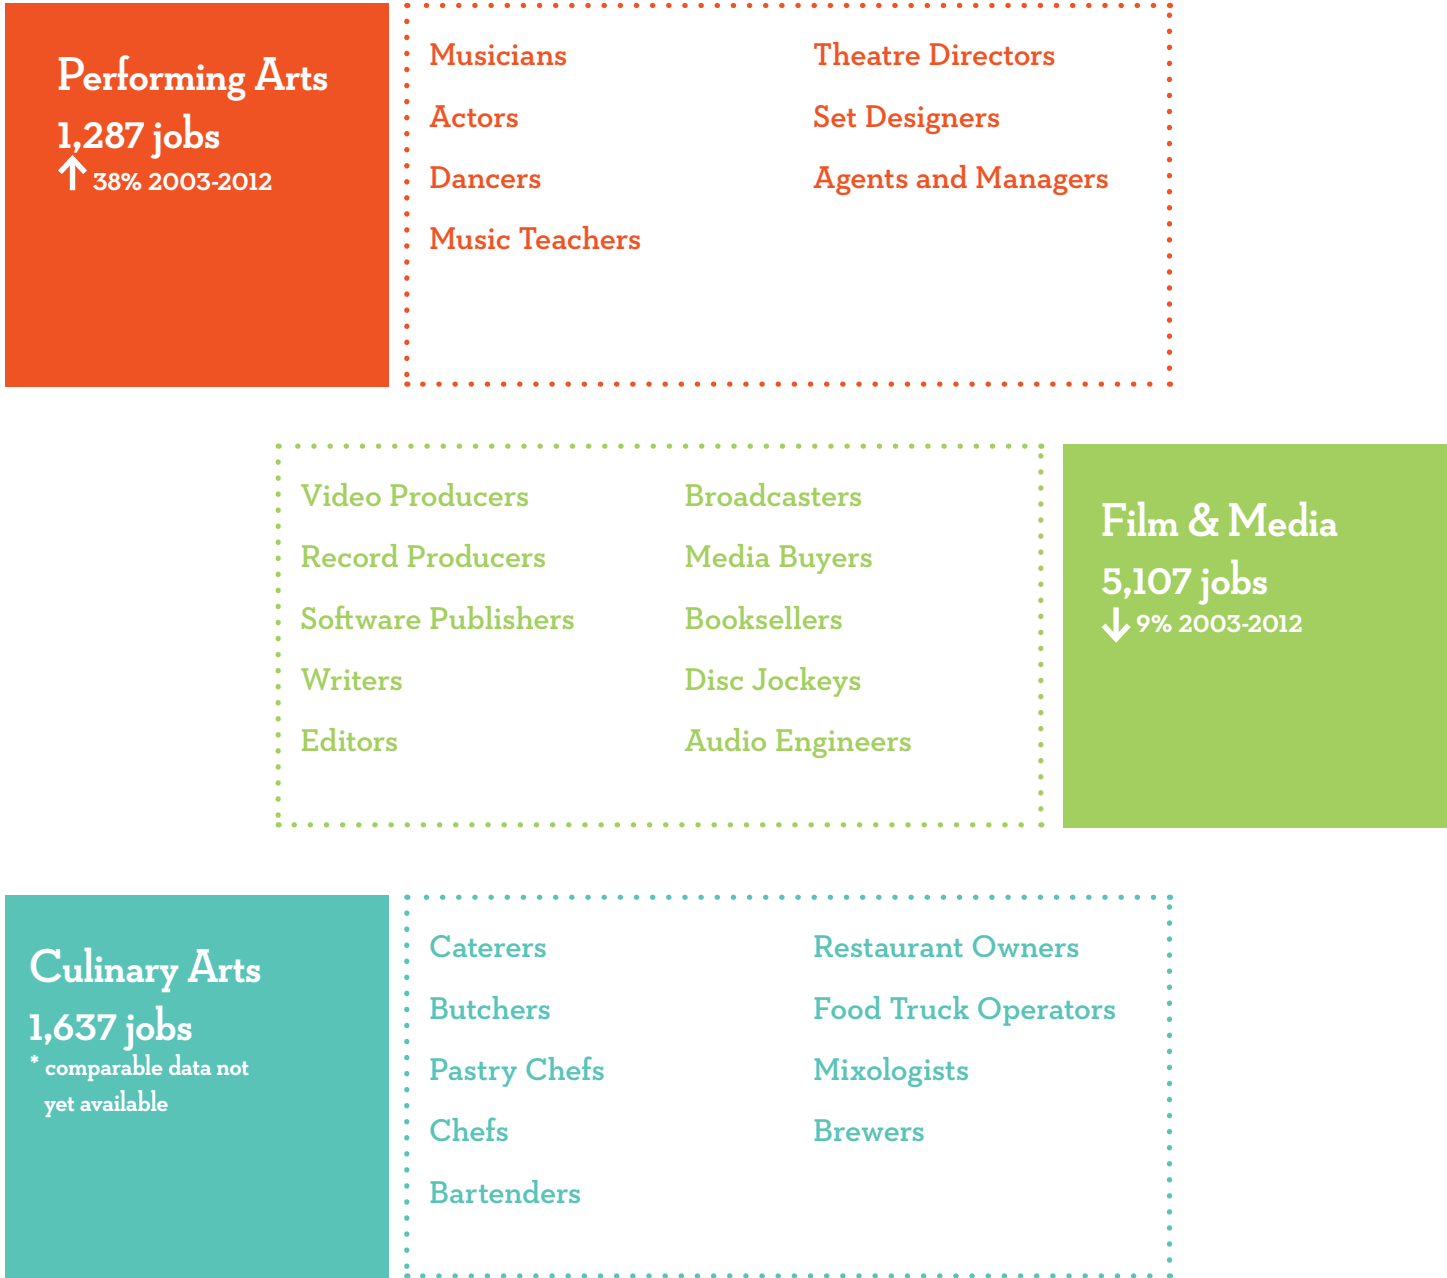 Performing Arts
1,287 jobs
↑ 38% 2003-2012
Musicians
Actors
Dancers
Music Teachers
Theatre Directors
Set Designers
Agents and Managers
Video Producers
Record Producers
Software Publishers
Writers
Editors
Broadcasters
Media Buyers
Booksellers
Disc Jockeys
Audio Engineers
Film & Media
5,107 jobs
↓ 9% 2003-2012
Culinary Arts
1,637 jobs
* comparable data not
yet available
Caterers
Butchers
Pastry Chefs
Chefs
Bartenders
Restaurant Owners
Food Truck Operators
Mixologists
Brewers